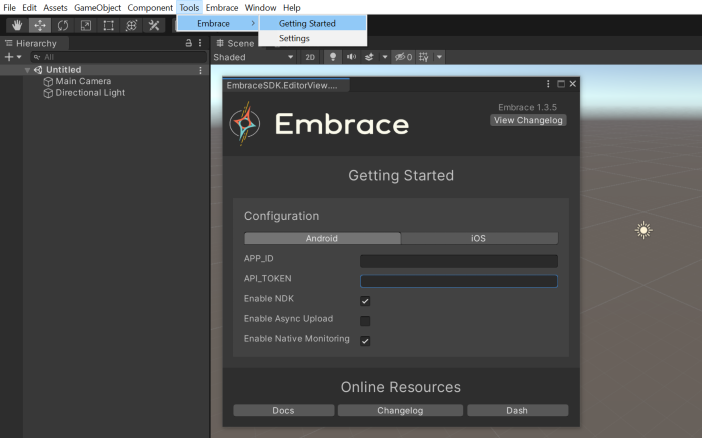 File Edit Assets GameObject Component Tools Embrace Window Help
Embrace > Getting Started
Settings
Hierarchy
Scene
All
Shaded
2D
0
Untitled
Main Camera
Directional Light
EmbraceSDK.EditorView....
Embrace
Embrace 1.3.5
View Changelog
Getting Started
Configuration
Android
iOS
APP_ID
API_TOKEN
Enable NDK
Enable Async Upload
Enable Native Monitoring
Online Resources
Docs
Changelog
Dash